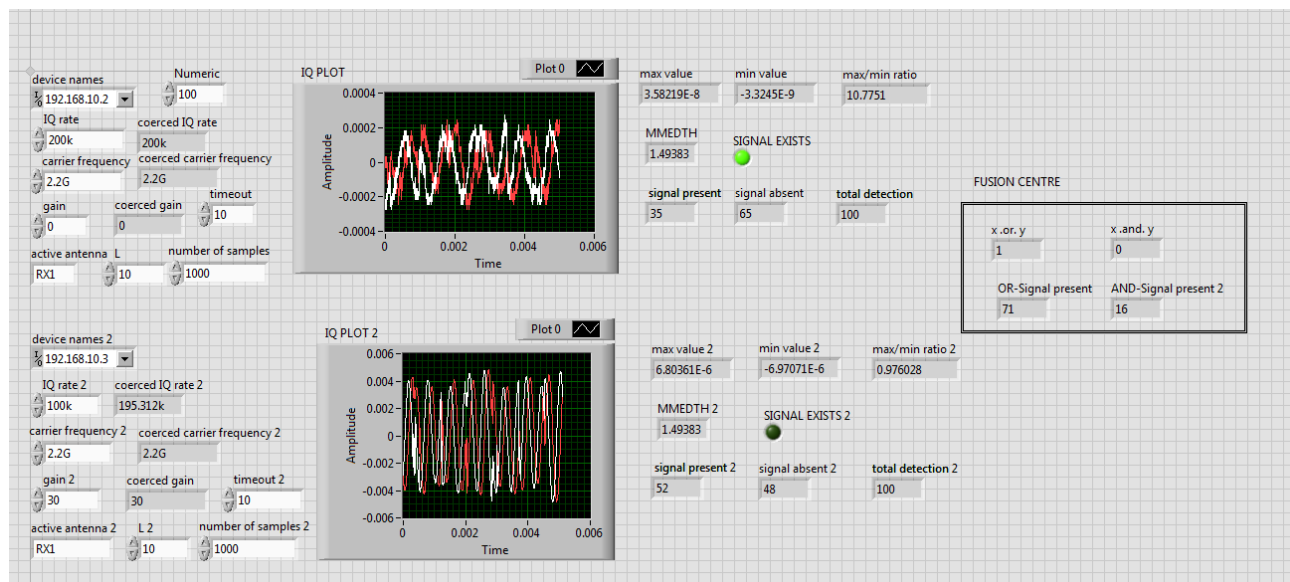 device names
192.168.10.2
Numeric
100
IQ rate
200k
coerced IQ rate
200k
carrier frequency
2.2G
coerced carrier frequency
2.2G
gain
0
coerced gain
0
timeout
10
active antenna
RX1
L
10
number of samples
1000
IQ PLOT
Plot 0
Amplitude
0.0004
0.0002
0
-0.0002
-0.0004
0
0.002
0.004
0.006
Time
max value
3.58219E-8
min value
-3.3245E-9
max/min ratio
10.7751
MMEDTH
1.49383
SIGNAL EXISTS
signal present
35
signal absent
65
total detection
100
FUSION CENTRE
x .or. y
1
x .and. y
0
OR-Signal present
71
AND-Signal present 2
16
device names 2
192.168.10.3
IQ rate 2
100k
coerced IQ rate 2
195.312k
carrier frequency 2
2.2G
coerced carrier frequency 2
2.2G
gain 2
30
coerced gain
30
timeout 2
10
active antenna 2
RX1
L 2
10
number of samples 2
1000
IQ PLOT 2
Plot 0
Amplitude
0.006
0.004
0.002
0
-0.002
-0.004
-0.006
0
0.002
0.004
0.006
Time
max value 2
6.80361E-6
min value 2
-6.97071E-6
max/min ratio 2
0.976028
MMEDTH 2
1.49383
SIGNAL EXISTS 2
signal present 2
52
signal absent 2
48
total detection 2
100